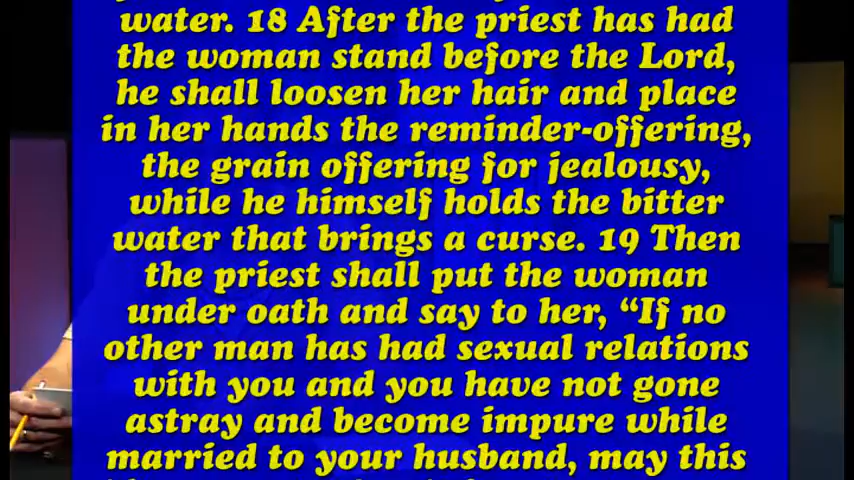 water. 18 After the priest has had
the woman stand before the Lord,
he shall loosen her hair and place
in her hands the reminder-offering,
the grain offering for jealousy,
while he himself holds the bitter
water that brings a curse. 19 Then
the priest shall put the woman
under oath and say to her, “If no
other man has had sexual relations
with you and you have not gone
astray and become impure while
married to your husband, may this